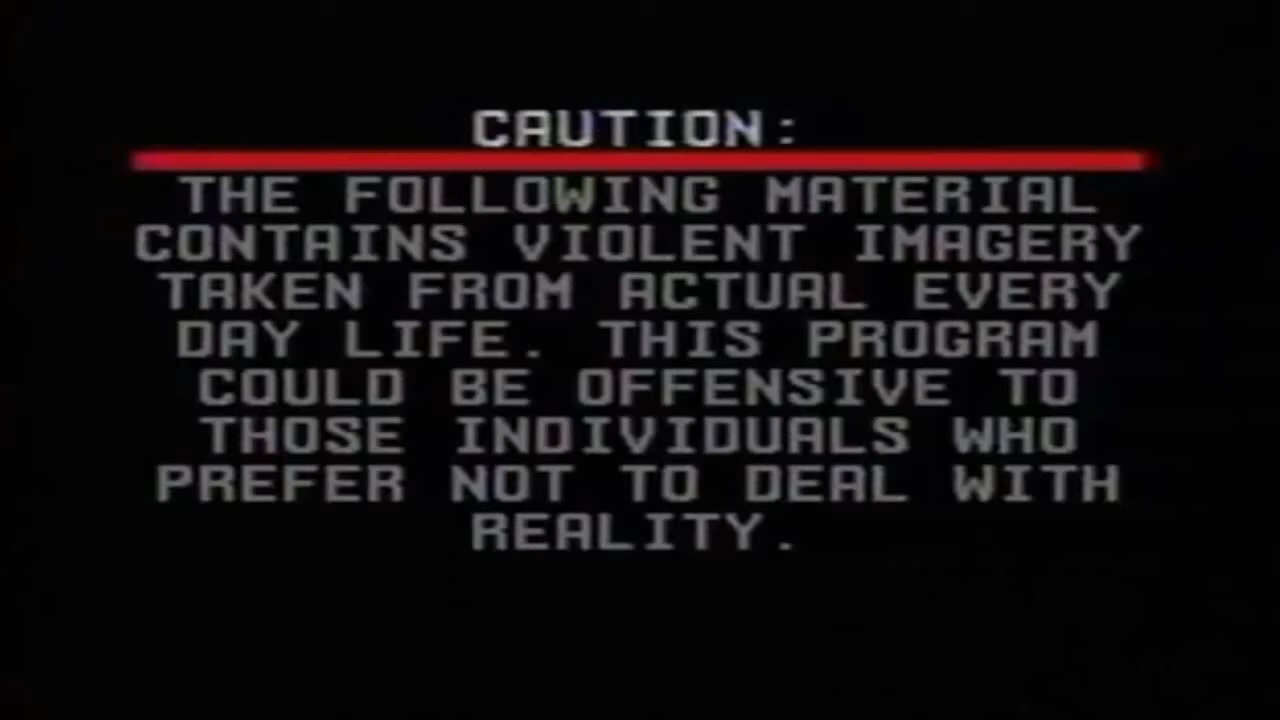 CAUTION:
THE FOLLOWING MATERIAL
CONTAINS VIOLENT IMAGERY
TAKEN FROM ACTUAL EVERY
DAY LIFE. THIS PROGRAM
COULD BE OFFENSIVE TO
THOSE INDIVIDUALS WHO
PREFER NOT TO DEAL WITH
REALITY.